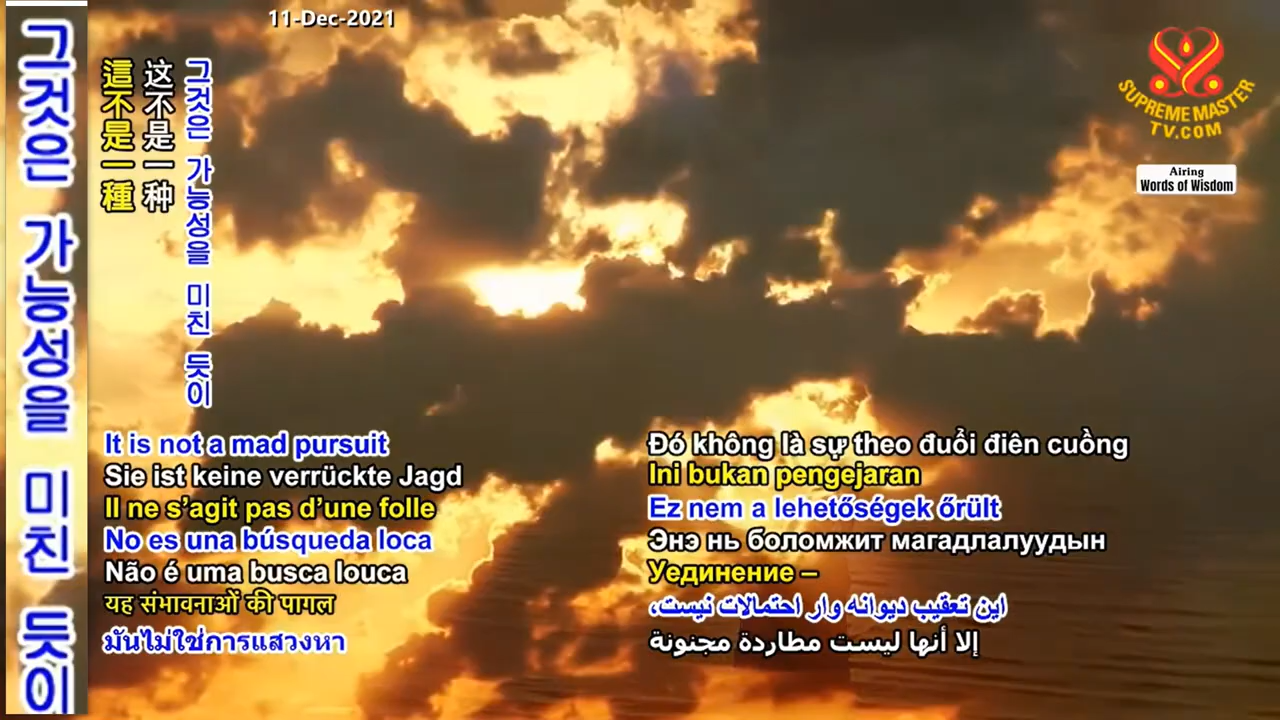 11-Dec-2021
SUPREME MASTER
TV.COM
Airing
Words of Wisdom
그것은 가능성을 미친 듯이
這不是一種
这不是一种
그것은 가능성을 미친 듯이
It is not a mad pursuit
Sie ist keine verrückte Jagd
Il ne s’agit pas d’une folle
No es una búsqueda loca
Não é uma busca louca
यह संभावनाओं की पागल
มันไม่ใช่การแสวงหา
Đó không là sự theo đuổi điên cuồng
Ini bukan pengejaran
Ez nem a lehetőségek őrült
Энэ нь боломжит магадлалуудын
Уединение –
این تعقیب دیوانه وار احتمالات نیست،
إلا أنها ليست مطاردة مجنونة